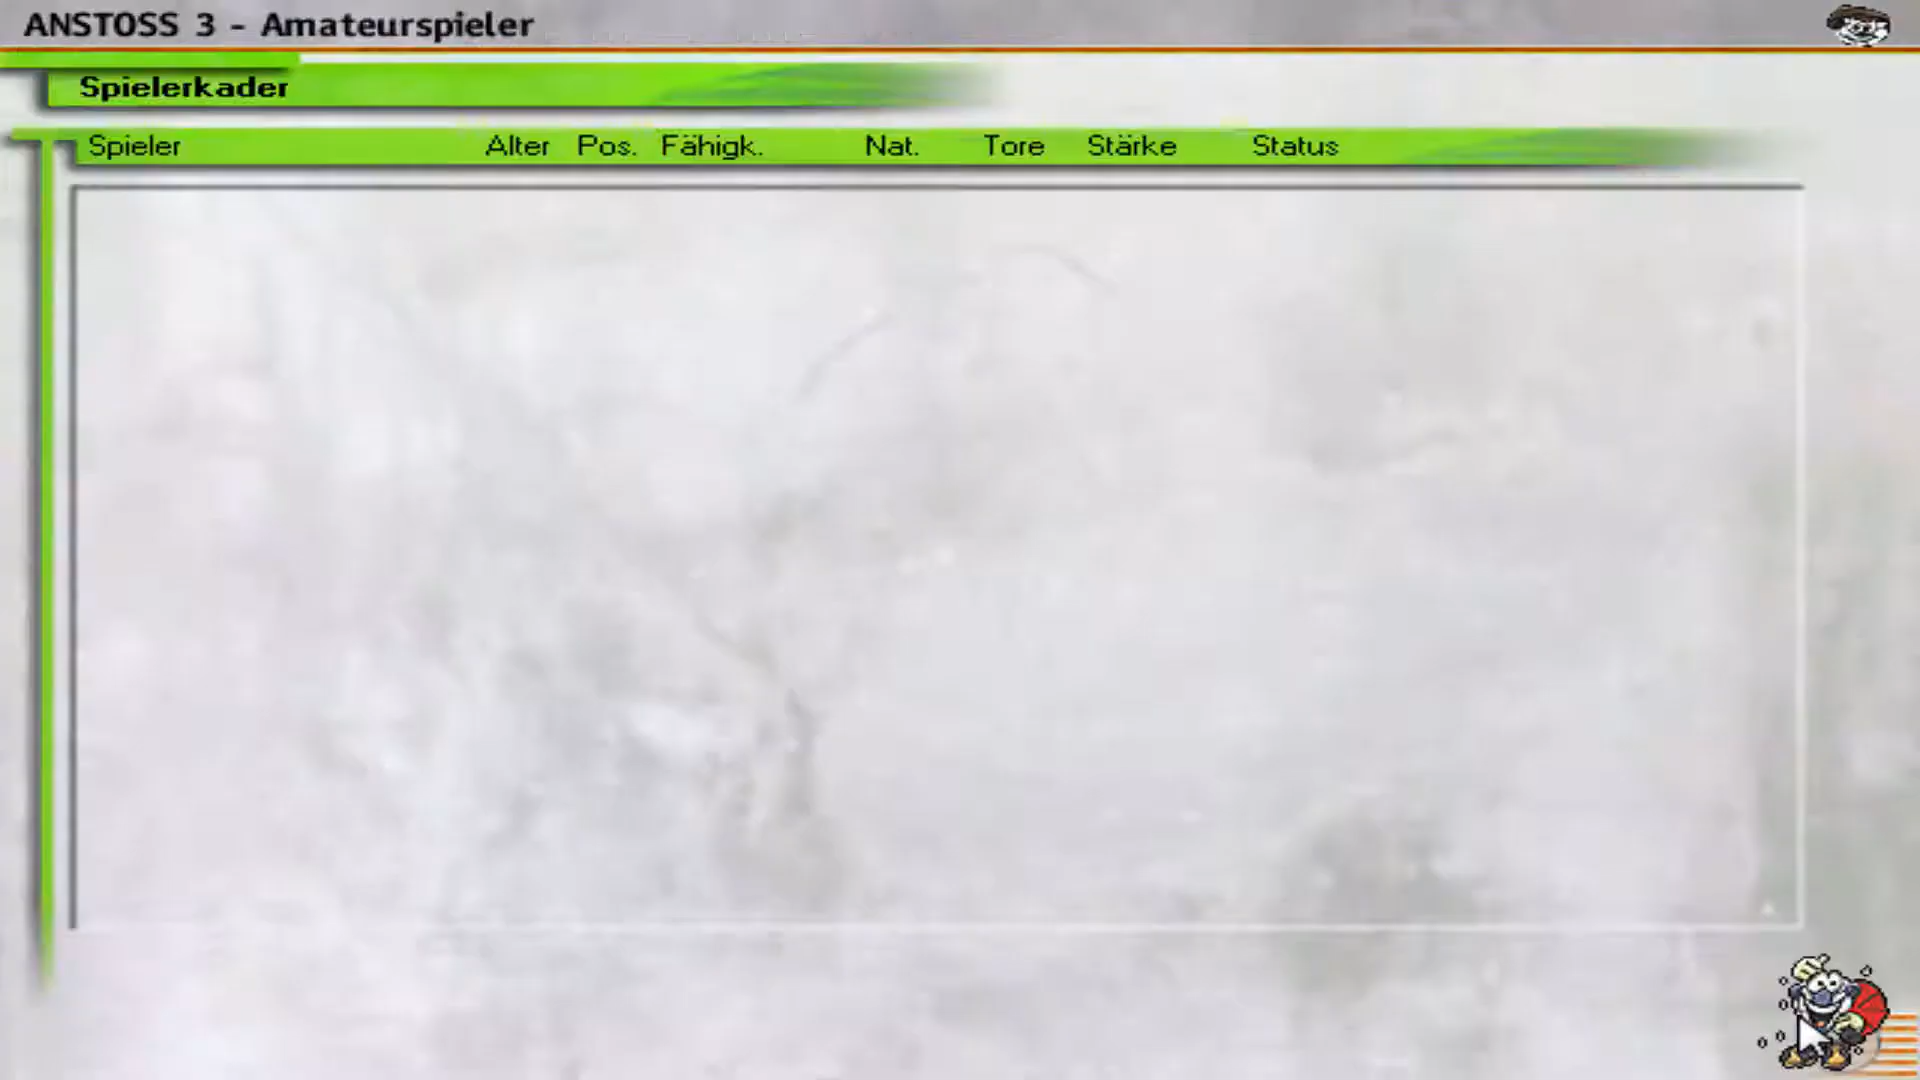 ANSTOSS 3 - Amateurspieler
Spielerkader
Spieler Alter Pos. Fähigk. Nat. Tore Stärke Status